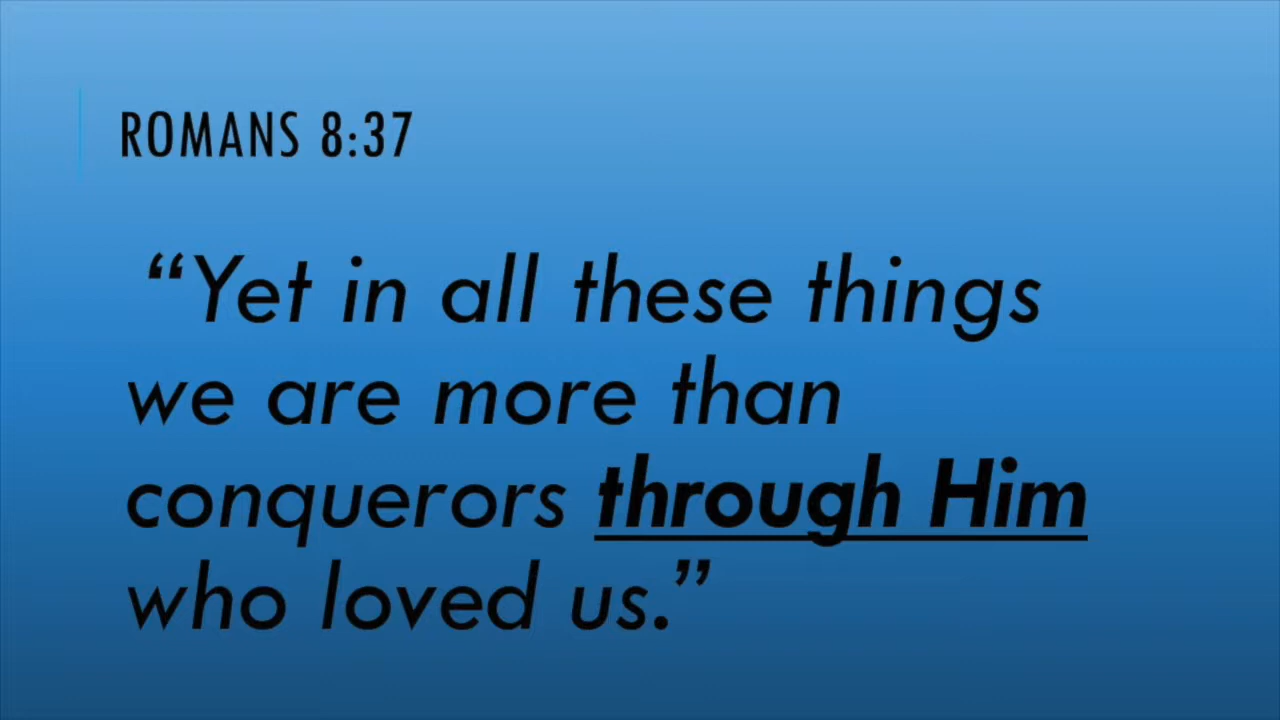 ROMANS 8:37
“Yet in all these things
we are more than
conquerors through Him
who loved us.”